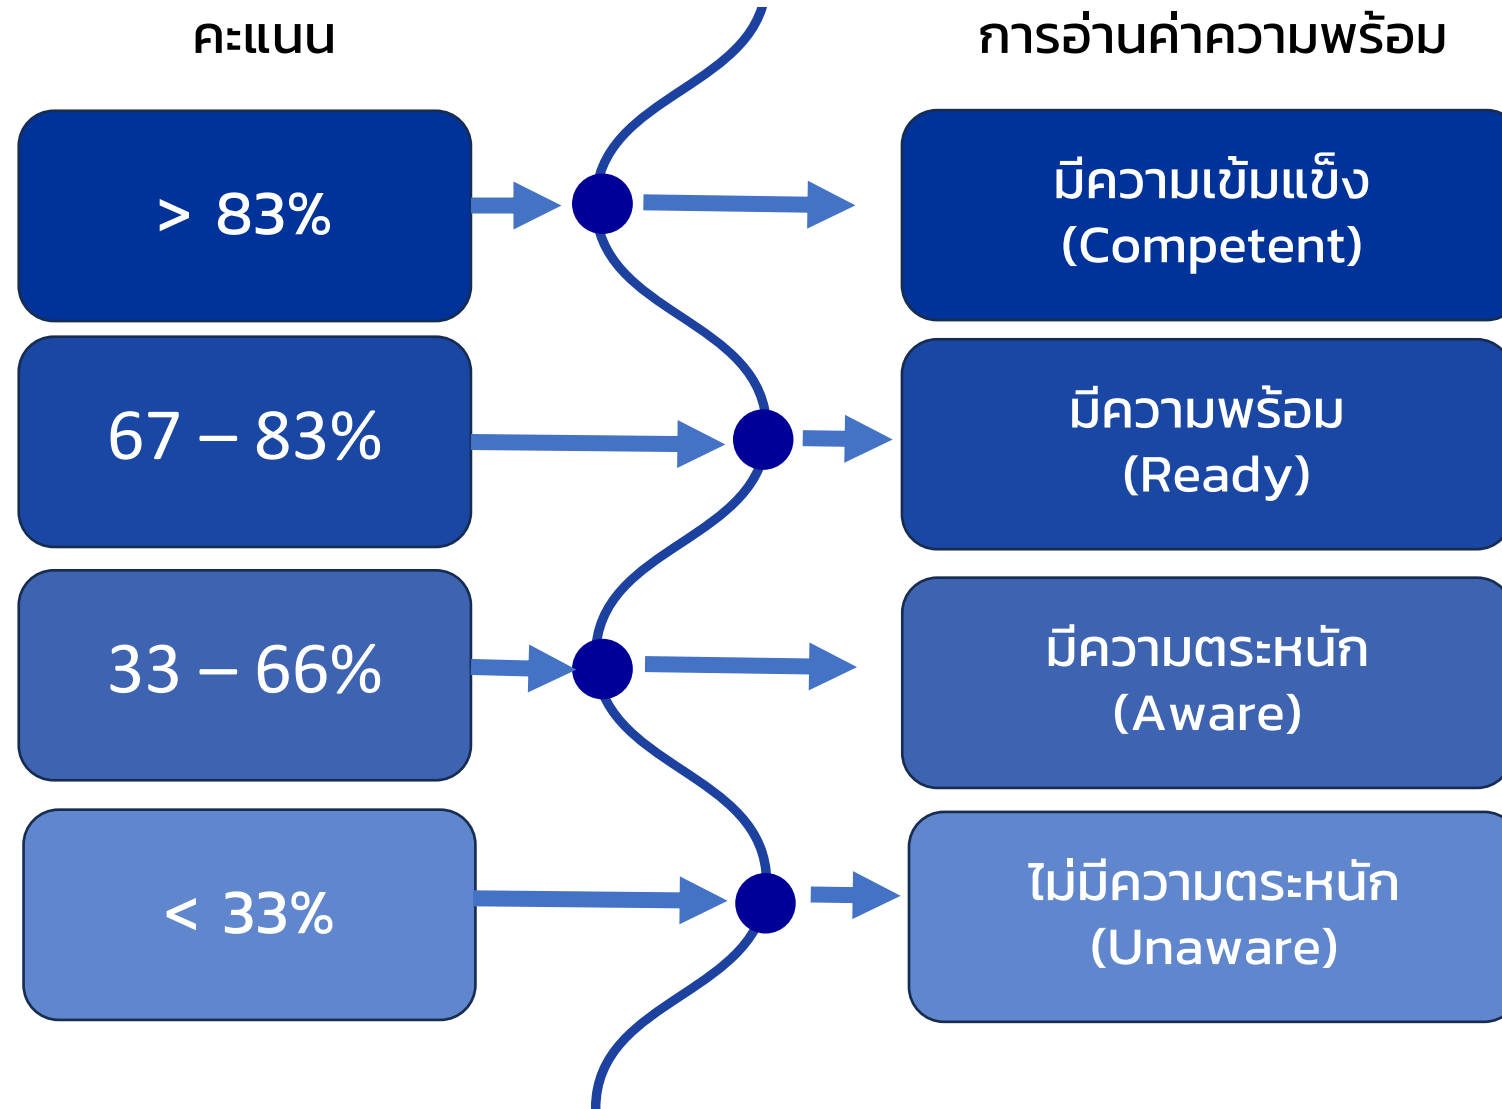 คะแนน
การอ่านค่าความพร้อม
> 83%
มีความเข้มแข็ง
(Competent)
67 – 83%
มีความพร้อม
(Ready)
33 – 66%
มีความตระหนัก
(Aware)
< 33%
ไม่มีความตระหนัก
(Unaware)